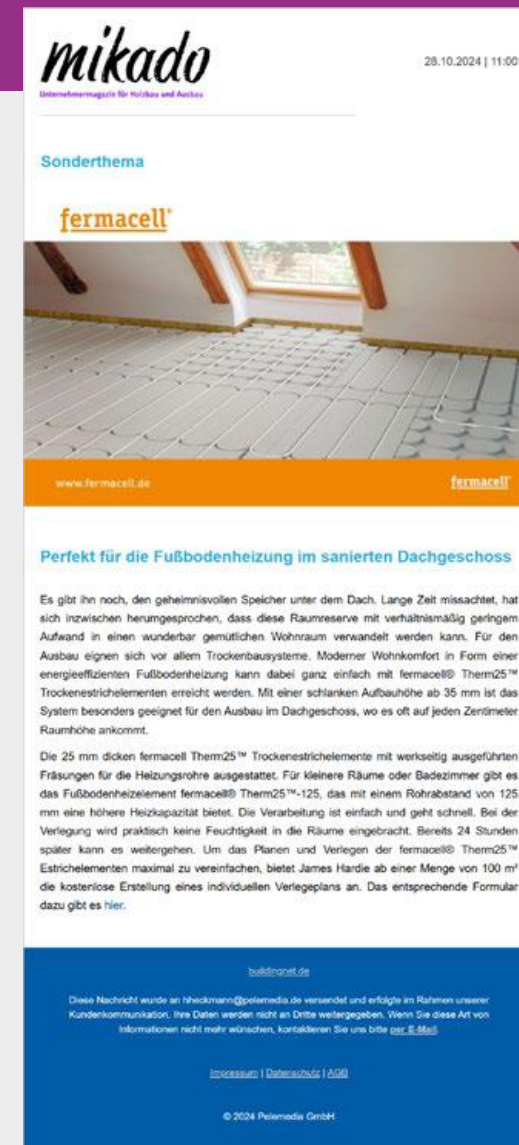 mikado
Unternehmermagazin für Holzbau und Ausbau
28.10.2024 | 11:00
Sonderthema
fermacell®
www.fermacell.de
fermacell®
Perfekt für die Fußbodenheizung im sanierten Dachgeschoss
Es gibt ihn noch, den geheimnisvollen Speicher unter dem Dach. Lange Zeit missachtet, hat
sich inzwischen herumgesprochen, dass diese Raumreserve mit verhältnismäßig geringem
Aufwand in einen wunderbar gemütlichen Wohnraum verwandelt werden kann. Für den
Ausbau eignen sich vor allem Trockenbausysteme. Moderner Wohnkomfort in Form einer
energieeffizienten Fußbodenheizung kann dabei ganz einfach mit fermacell® Therm25™
Trockenestrichelementen erreicht werden. Mit einer schlanken Aufbauhöhe ab 35 mm ist das
System besonders geeignet für den Ausbau im Dachgeschoss, wo es oft auf jeden Zentimeter
Raumhöhe ankommt.
Die 25 mm dicken fermacell Therm25™ Trockenestrichelemente mit werkseitig ausgeführten
Fräsungen für die Heizungsrohre ausgestattet. Für kleinere Räume oder Badezimmer gibt es
das Fußbodenheizelement fermacell® Therm25™-125, das mit einem Rohrabstand von 125
mm eine höhere Heizkapazität bietet. Die Verarbeitung ist einfach und geht schnell. Bei der
Verlegung wird praktisch keine Feuchtigkeit in die Räume eingebracht. Bereits 24 Stunden
später kann es weitergehen. Um das Planen und Verlegen der fermacell® Therm25™
Estrichelementen maximal zu vereinfachen, bietet James Hardie ab einer Menge von 100 m²
die kostenlose Erstellung eines individuellen Verlegeplans an. Das entsprechende Formular
dazu gibt es hier.
buildingnet.de
Diese Nachricht wurde an hheckmann@pelemedia.de versendet und erfolgte im Rahmen unserer
Kundenkommunikation. Ihre Daten werden nicht an Dritte weitergegeben. Wenn Sie diese Art von
Informationen nicht mehr wünschen, kontaktieren Sie uns bitte per E-Mail.
Impressum | Datenschutz | AGB
© 2024 Pelemedia GmbH